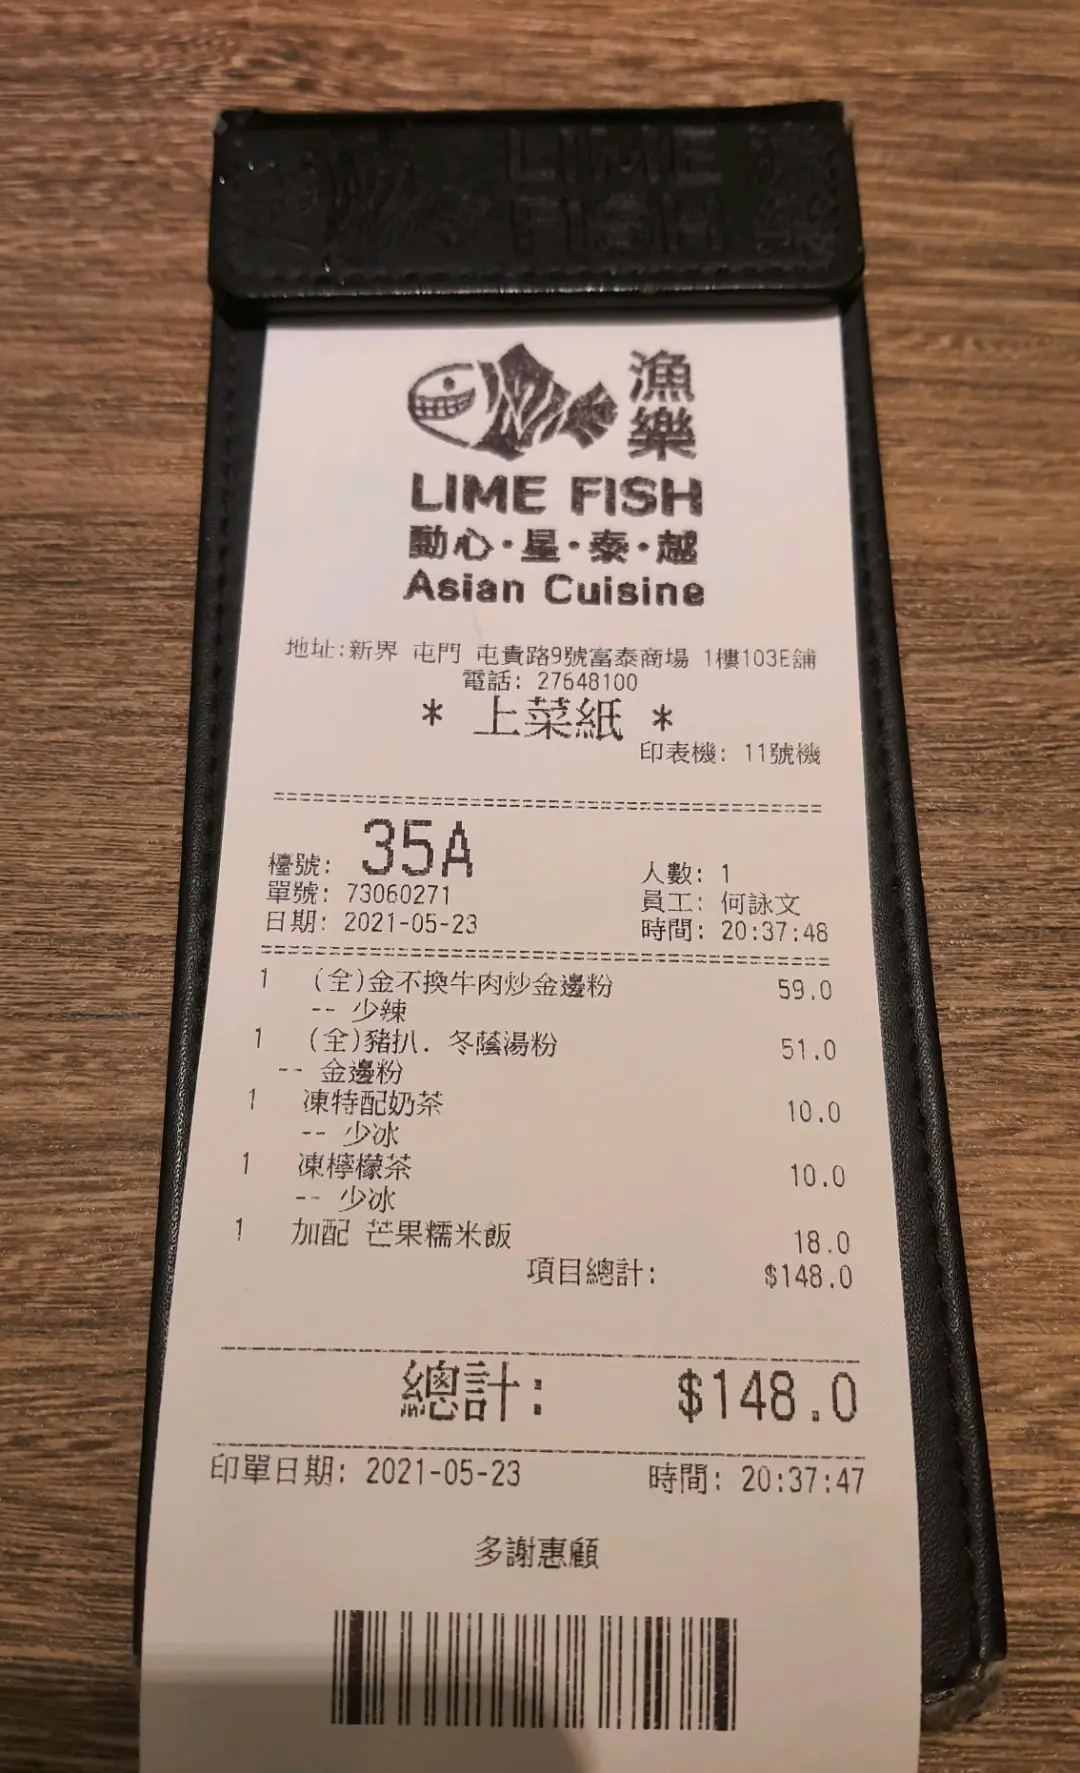 LIME 漁
FISH 樂
漁
樂
LIME FISH
動心·星·泰·越
Asian Cuisine
地址:新界 屯門 屯貴路9號富泰商場 1樓103E舖
電話: 27648100
* 上菜紙 *
印表機: 11號機
檯號: 35A 人數: 1
單號: 73060271 員工: 何詠文
日期: 2021-05-23 時間: 20:37:48
1 (全)金不換牛肉炒金邊粉 59.0
-- 少辣
1 (全)豬扒. 冬蔭湯粉 51.0
-- 金邊粉
1 凍特配奶茶 10.0
-- 少冰
1 凍檸檬茶 10.0
-- 少冰
1 加配 芒果糯米飯 18.0
項目總計: $148.0
總計: $148.0
印單日期: 2021-05-23 時間: 20:37:47
多謝惠顧